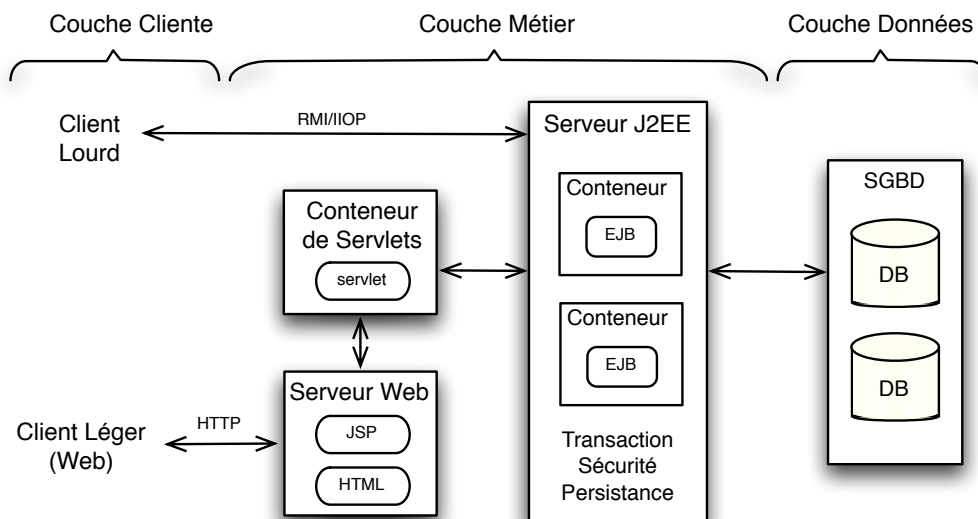 Couche Cliente
Couche Métier
Couche Données
Client
Lourd
RMI/IIOP
Serveur J2EE
Conteneur
EJB
Conteneur
EJB
Transaction
Sécurité
Persistance
Conteneur
de Servlets
servlet
Serveur Web
JSP
HTML
Client Léger
(Web)
HTTP
SGBD
DB
DB